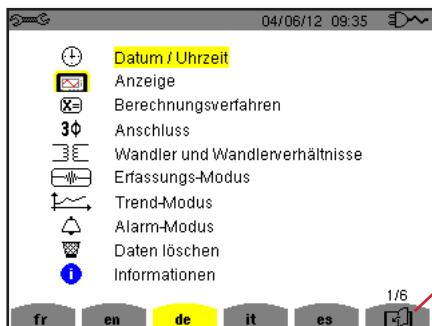 04/06/12 09:35
Datum / Uhrzeit
Anzeige
X= Berechnungsverfahren
3ϕ Anschluss
Wandler und Wandlerverhältnisse
Erfassungs-Modus
Trend-Modus
Alarm-Modus
Daten löschen
i Informationen
1/6
fr en de it es